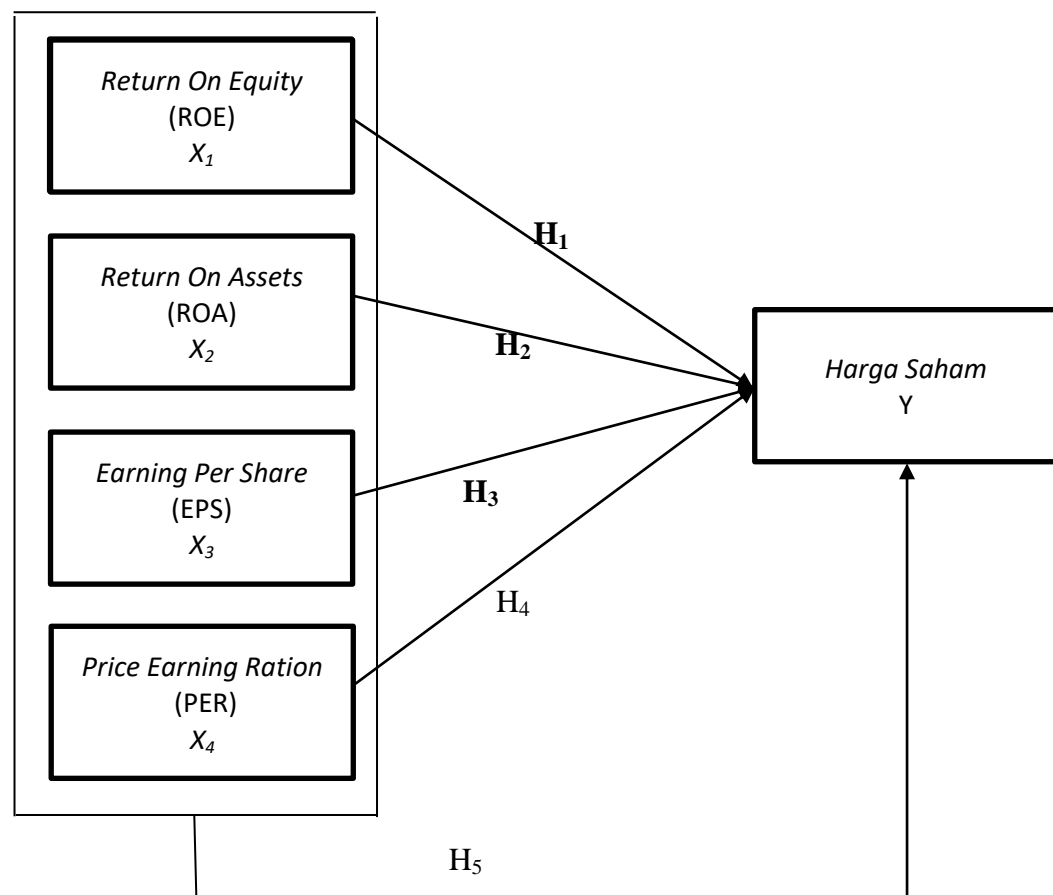 Return On Equity
(ROE)
X₁
H₁
Return On Assets
(ROA)
X₂
H₂
Harga Saham
Y
Earning Per Share
(EPS)
X₃
H₃
H₄
Price Earning Ration
(PER)
X₄
H₅